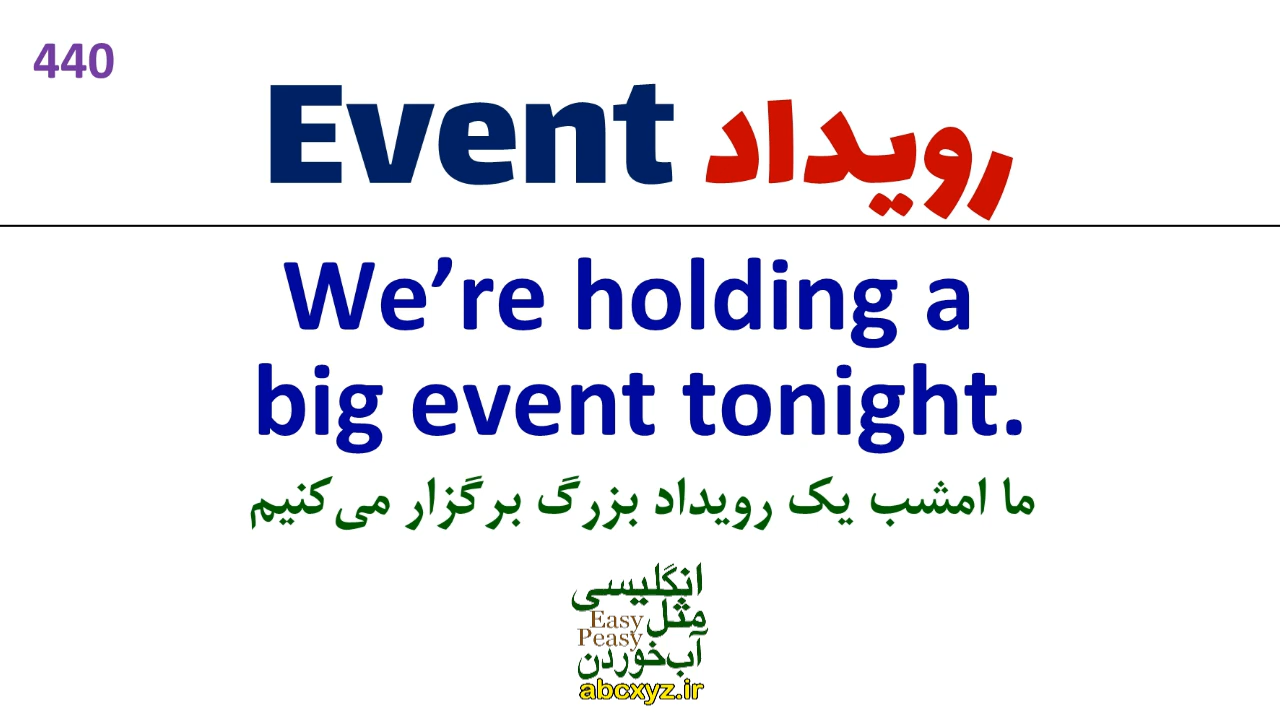 440
Event رویداد
We're holding a
big event tonight.
ما امشب یک رویداد بزرگ برگزار می‌کنیم
انگلیسی
مثل
Easy
Peasy
آب‌خوردن
abcxyz.ir